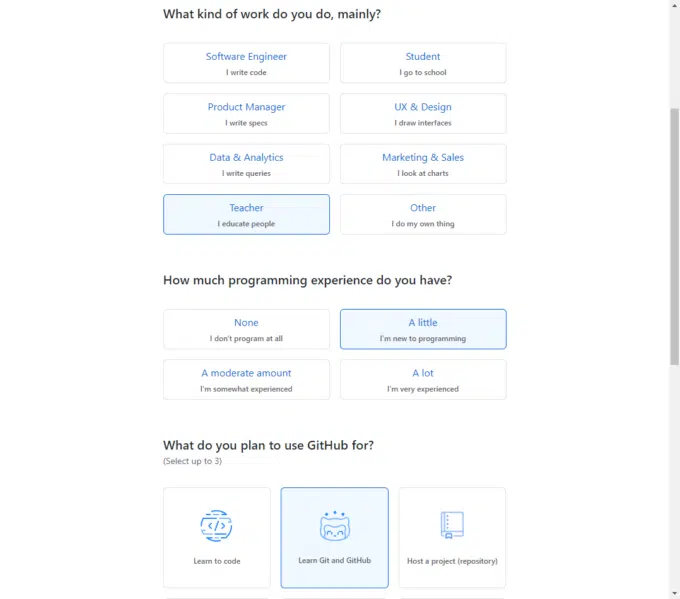 What kind of work do you do, mainly?
Software Engineer
I write code
Student
I go to school
Product Manager
I write specs
UX & Design
I draw interfaces
Data & Analytics
I write queries
Marketing & Sales
I look at charts
Teacher
I educate people
Other
I do my own thing
How much programming experience do you have?
None
I don't program at all
A little
I'm new to programming
A moderate amount
I'm somewhat experienced
A lot
I'm very experienced
What do you plan to use GitHub for?
(Select up to 3)
Learn to code
Learn Git and GitHub
Host a project (repository)